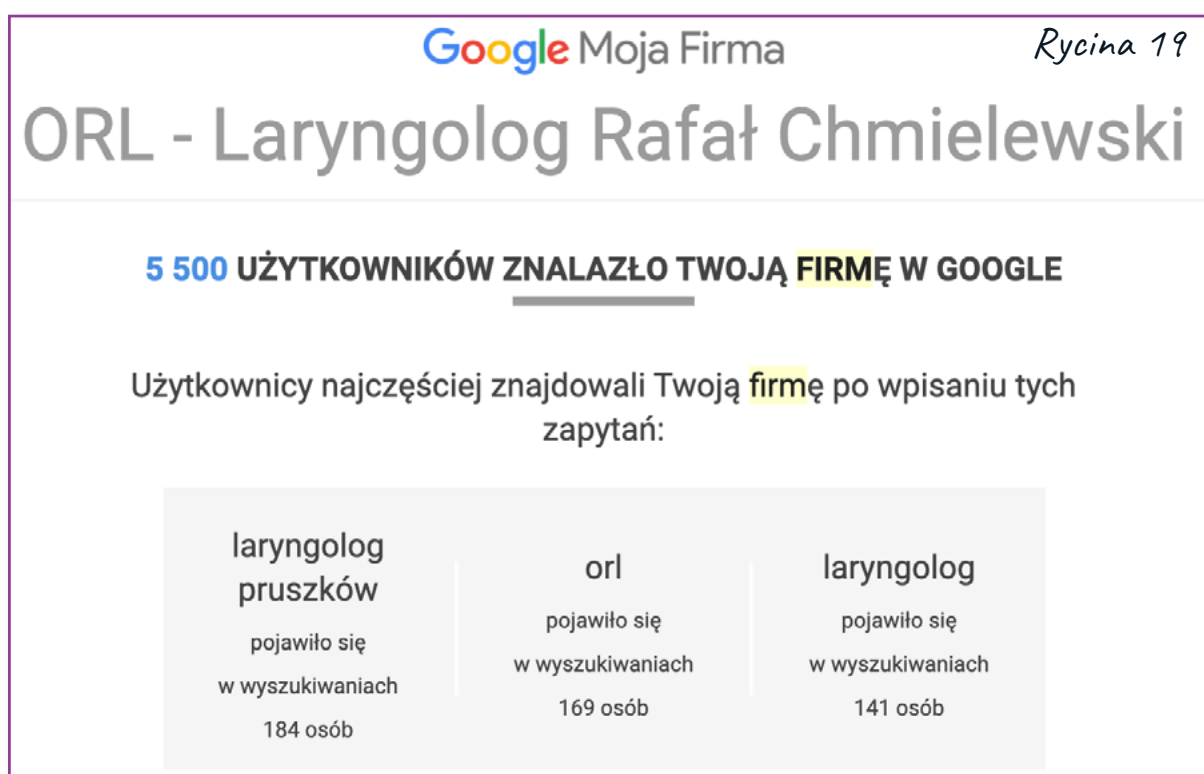 Google Moja Firma
Rycina 19
ORL - Laryngolog Rafał Chmielewski
5 500 UŻYTKOWNIKÓW ZNALAZŁO TWOJĄ FIRMĘ W GOOGLE
Użytkownicy najczęściej znajdowali Twoją firmę po wpisaniu tych
zapytań:
laryngolog
pruszków
pojawiło się
w wyszukiwaniach
184 osób
orl
pojawiło się
w wyszukiwaniach
169 osób
laryngolog
pojawiło się
w wyszukiwaniach
141 osób